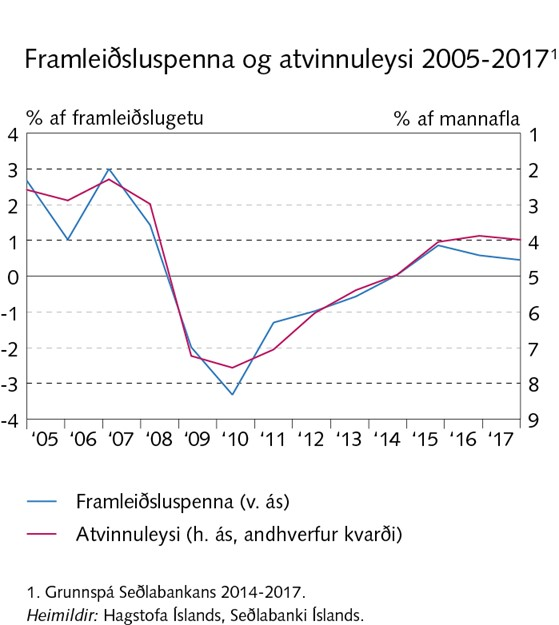 Framleiðsluspenna og atvinnuleysi 2005-2017¹
% af framleiðslugetu % af mannafla
4 1
3 2
2 3
1 4
0 5
-1 6
-2 7
-3 8
-4 9
‘05 ‘06 ‘07 ‘08 ‘09 ‘10 ‘11 ‘12 ‘13 ‘14 ‘15 ‘16 ‘17
Framleiðsluspenna (v. ás)
Atvinnuleysi (h. ás, andhverfur kvarði)
1. Grunnspá Seðlabankans 2014-2017.
Heimildir: Hagstofa Íslands, Seðlabanki Íslands.